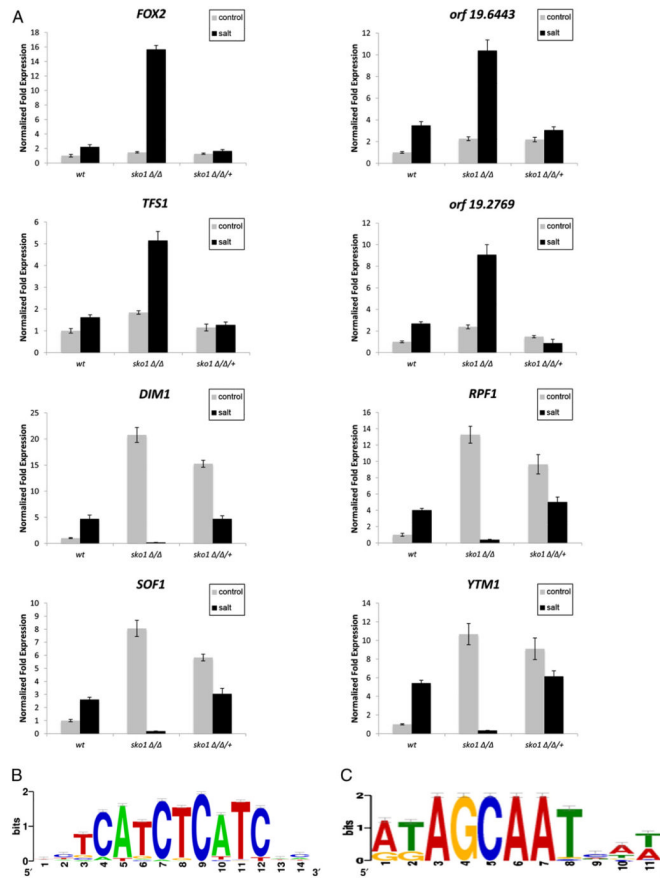 A
FOX2
control
salt
Normalized Fold Expression
18
16
14
12
10
8
6
4
2
0
wt
sko1 Δ/Δ
sko1 Δ/Δ/+
orf 19.6443
control
salt
Normalized Fold Expression
12
10
8
6
4
2
0
wt
sko1 Δ/Δ
sko1 Δ/Δ/+
TFS1
control
salt
Normalized Fold Expression
6
5
4
3
2
1
0
wt
sko1 Δ/Δ
sko1 Δ/Δ/+
orf 19.2769
control
salt
Normalized Fold Expression
12
10
8
6
4
2
0
wt
sko1 Δ/Δ
sko1 Δ/Δ/+
DIM1
control
salt
Normalized Fold Expression
25
20
15
10
5
0
wt
sko1 Δ/Δ
sko1 Δ/Δ/+
RPF1
control
salt
Normalized Fold Expression
16
14
12
10
8
6
4
2
0
wt
sko1 Δ/Δ
sko1 Δ/Δ/+
SOF1
control
salt
Normalized Fold Expression
10
9
8
7
6
5
4
3
2
1
0
wt
sko1 Δ/Δ
sko1 Δ/Δ/+
YTM1
control
salt
Normalized Fold Expression
14
12
10
8
6
4
2
0
wt
sko1 Δ/Δ
sko1 Δ/Δ/+
B
bits
2
1
0
TCATCTCATC
1 2 3 4 5 6 7 8 9 10 11 12 13 14
5′ 3′
C
bits
2
1
0
ATAGCAAT
GG
1 2 3 4 5 6 7 8 9 10 11
5′